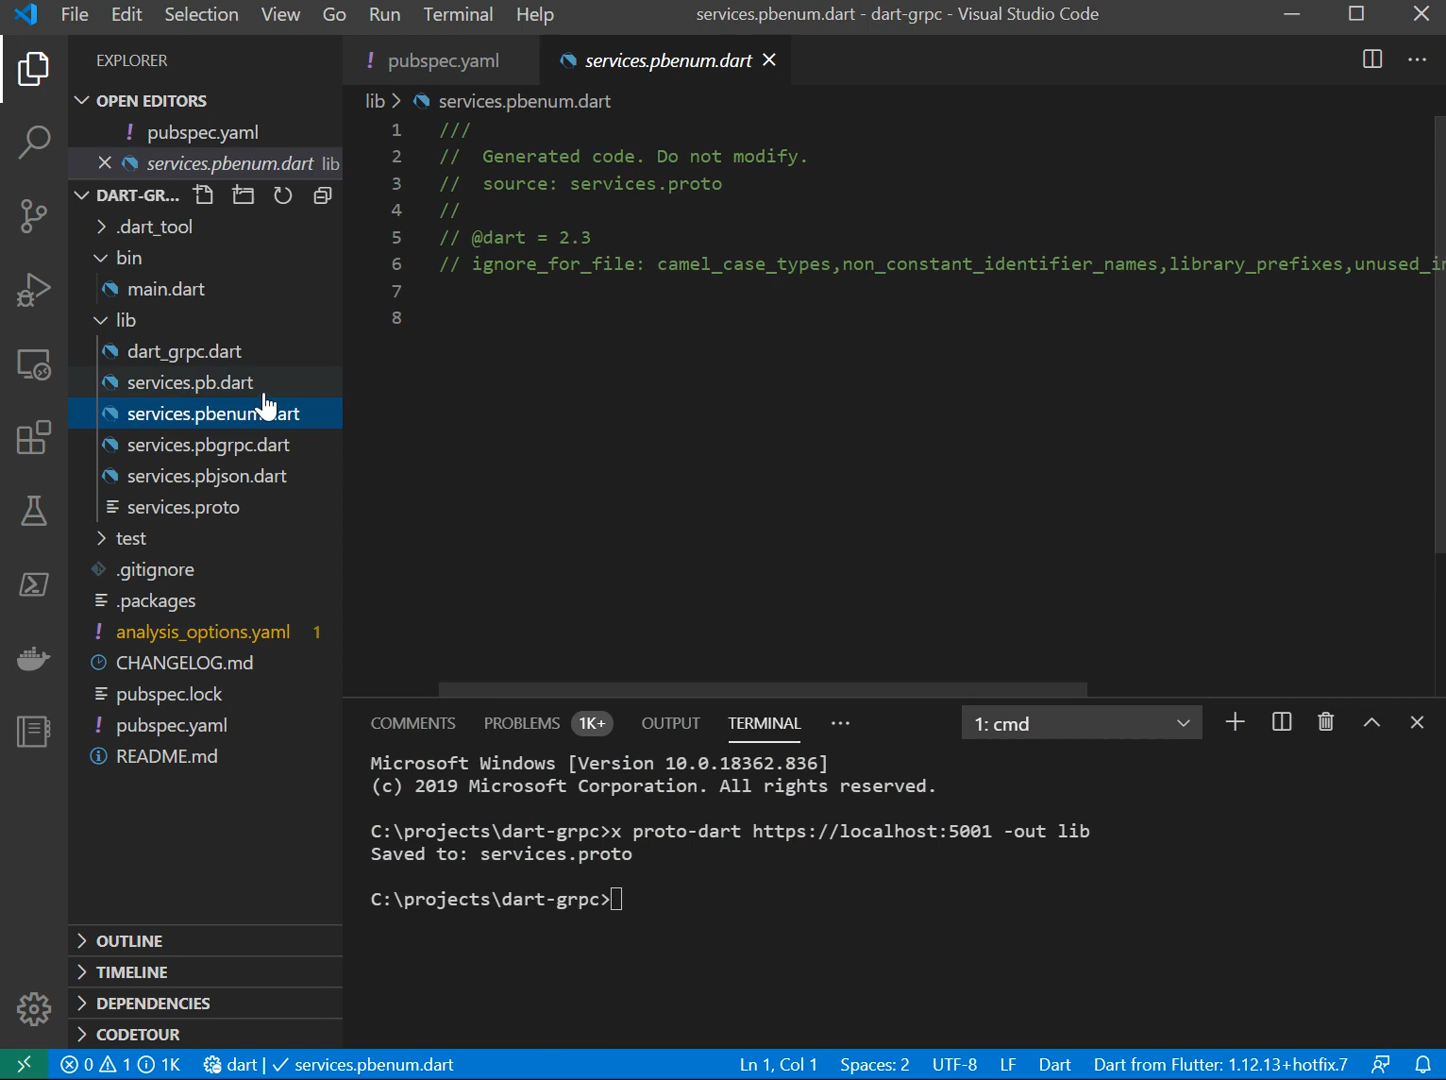 File Edit Selection View Go Run Terminal Help
services.pbenum.dart - dart-grpc - Visual Studio Code
EXPLORER
OPEN EDITORS
! pubspec.yaml
services.pbenum.dart lib
DART-GR...
.dart_tool
bin
main.dart
lib
dart_grpc.dart
services.pb.dart
services.pbenum art
services.pbgrpc.dart
services.pbjson.dart
services.proto
test
.gitignore
.packages
! analysis_options.yaml 1
CHANGELOG.md
pubspec.lock
! pubspec.yaml
README.md
OUTLINE
TIMELINE
DEPENDENCIES
CODETOUR
! pubspec.yaml
services.pbenum.dart
lib > services.pbenum.dart
1 ///
2 // Generated code. Do not modify.
3 // source: services.proto
4 //
5 // @dart = 2.3
6 // ignore_for_file: camel_case_types,non_constant_identifier_names,library_prefixes,unused_i
7
8
COMMENTS PROBLEMS 1K+ OUTPUT TERMINAL ... 1: cmd
Microsoft Windows [Version 10.0.18362.836]
(c) 2019 Microsoft Corporation. All rights reserved.
C:\projects\dart-grpc>x proto-dart https://localhost:5001 -out lib
Saved to: services.proto
C:\projects\dart-grpc>
0 1 1K dart | ✓ services.pbenum.dart Ln 1, Col 1 Spaces: 2 UTF-8 LF Dart Dart from Flutter: 1.12.13+hotfix.7